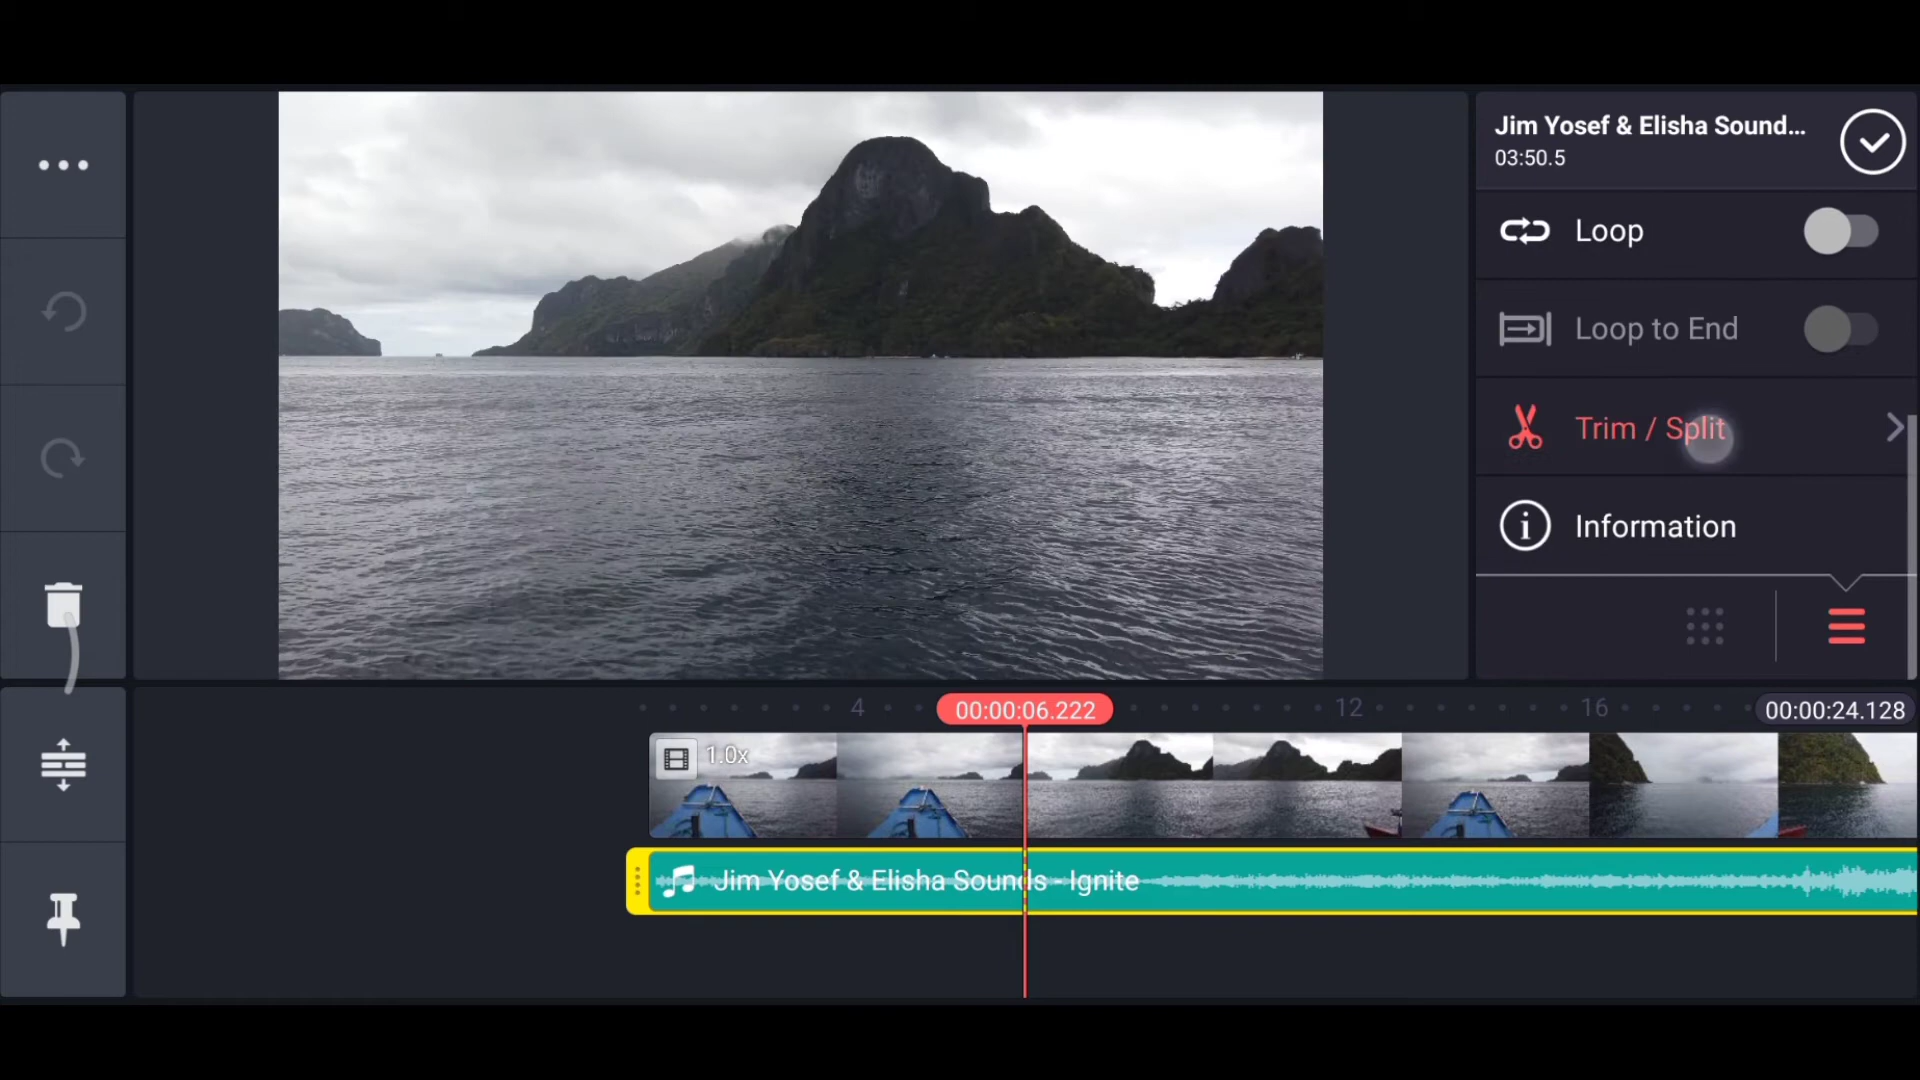 Jim Yosef & Elisha Sound...
03:50.5
Loop
Loop to End
Trim / Split
Information
4
00:00:06.222
12
16
00:00:24.128
1.0x
Jim Yosef & Elisha Sounds - Ignite